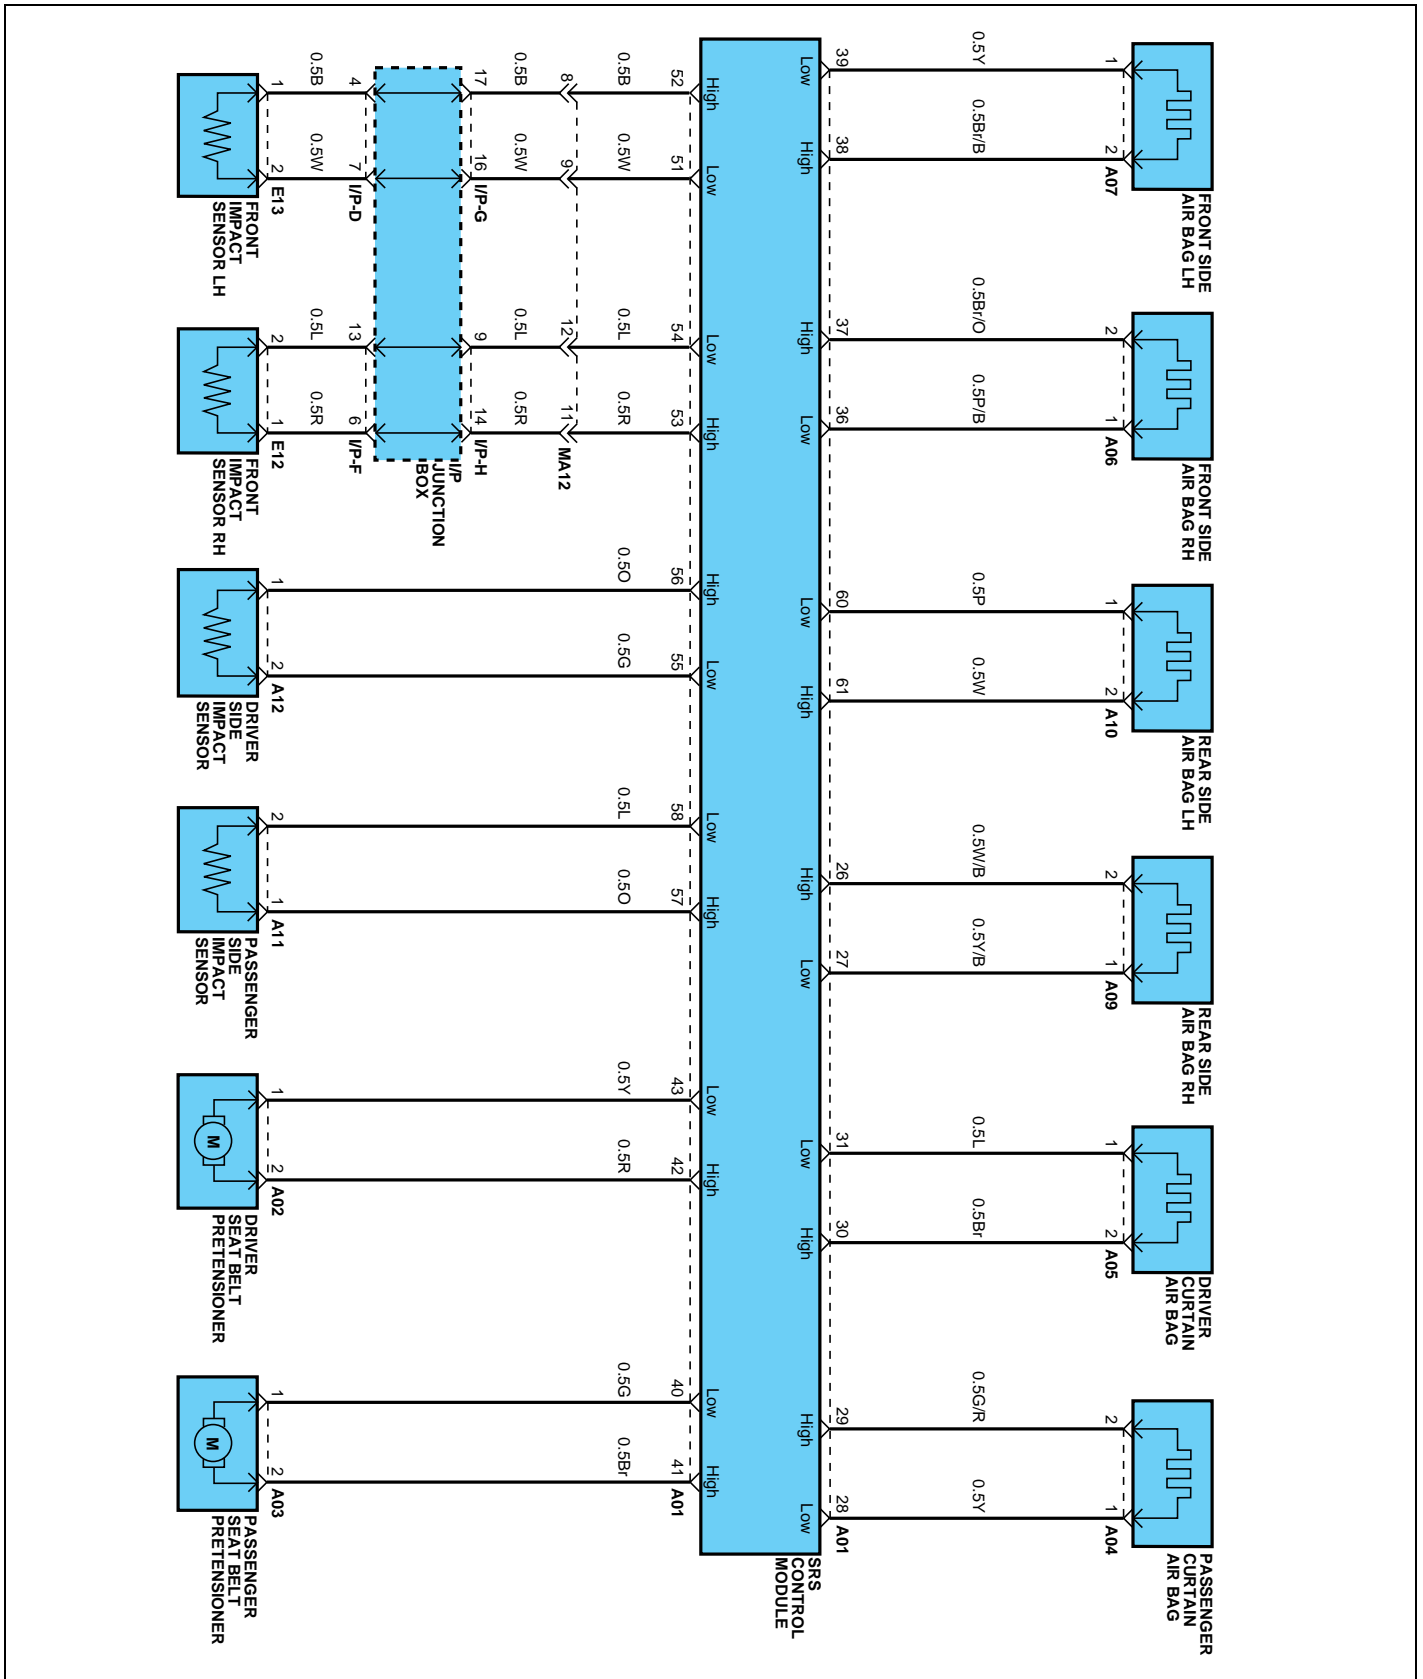 FRONT SIDE
AIR BAG LH
1
2
A07
FRONT SIDE
AIR BAG RH
2
1
A06
REAR SIDE
AIR BAG LH
1
2
A10
REAR SIDE
AIR BAG RH
2
1
A09
DRIVER
CURTAIN
AIR BAG
1
2
A05
PASSENGER
CURTAIN
AIR BAG
2
1
A04
0.5Y
0.5Br/B
0.5Br/O
0.5P/B
0.5P
0.5W
0.5W/B
0.5Y/B
0.5L
0.5Br
0.5G/R
0.5Y
39
38
37
36
60
61
26
27
31
30
29
28
A01
Low
High
High
Low
Low
High
High
Low
Low
High
High
Low
SRS
CONTROL
MODULE
High
Low
Low
High
High
Low
Low
High
Low
High
Low
High
52
51
54
53
56
55
58
57
43
42
40
41
A01
0.5B
0.5W
0.5L
0.5R
0.5O
0.5G
0.5L
0.5O
0.5Y
0.5R
0.5G
0.5Br
8
9
12
11
MA12
0.5B
0.5W
0.5L
0.5R
17
16
I/P-G
9
14
I/P-H
I/P
JUNCTION
BOX
4
7
I/P-D
13
6
I/P-F
0.5B
0.5W
0.5L
0.5R
1
2
E13
FRONT
IMPACT
SENSOR LH
2
1
E12
FRONT
IMPACT
SENSOR RH
1
2
A12
DRIVER
SIDE
IMPACT
SENSOR
2
1
A11
PASSENGER
SIDE
IMPACT
SENSOR
1
2
A02
M
DRIVER
SEAT BELT
PRETENSIONER
1
2
A03
M
PASSENGER
SEAT BELT
PRETENSIONER